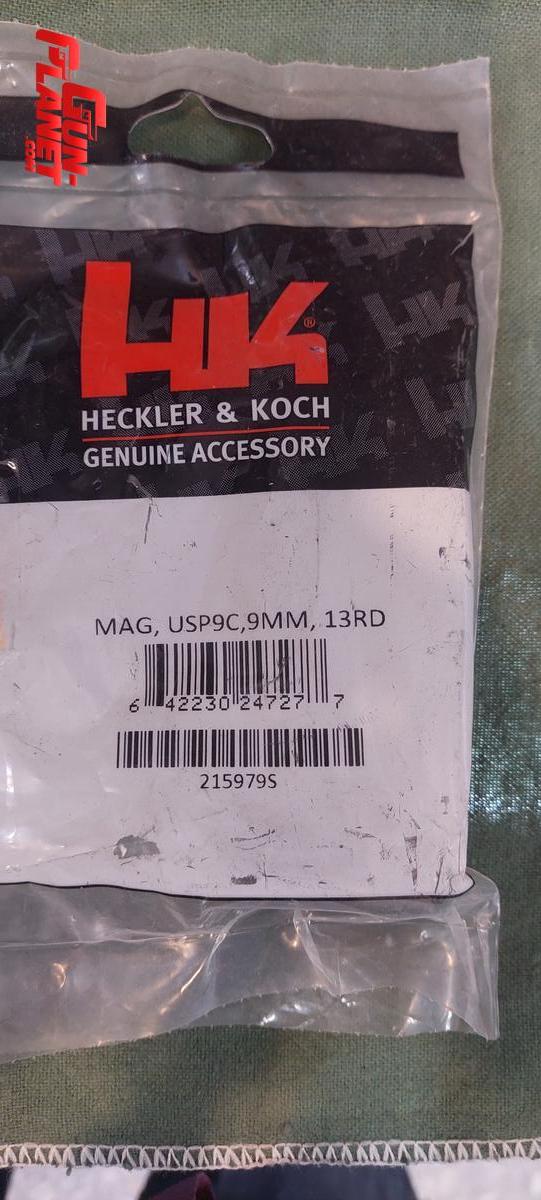 GUN-
PLANET
.COM
HK®
HECKLER & KOCH
GENUINE ACCESSORY
MAG, USP9C,9MM, 13RD
6 42230 24727 7
215979S